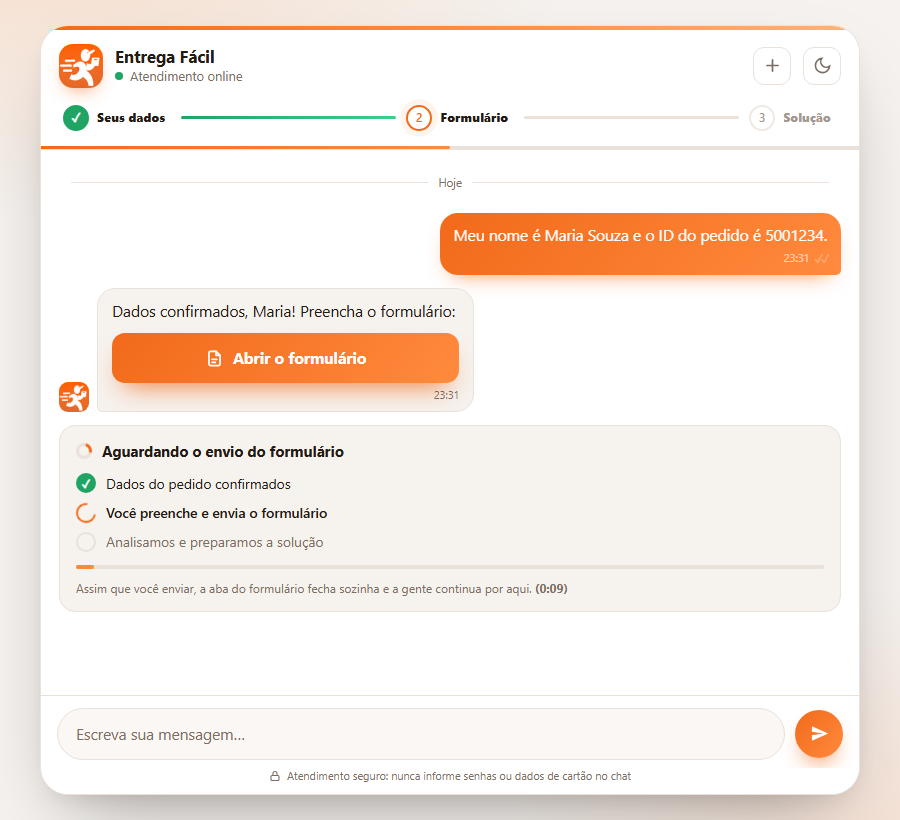 Entrega Fácil
Atendimento online
Seus dados
2 Formulário
3 Solução
Hoje
Meu nome é Maria Souza e o ID do pedido é 5001234.
23:31
Dados confirmados, Maria! Preencha o formulário:
Abrir o formulário
23:31
Aguardando o envio do formulário
Dados do pedido confirmados
Você preenche e envia o formulário
Analisamos e preparamos a solução
Assim que você enviar, a aba do formulário fecha sozinha e a gente continua por aqui. (0:09)
Escreva sua mensagem...
Atendimento seguro: nunca informe senhas ou dados de cartão no chat